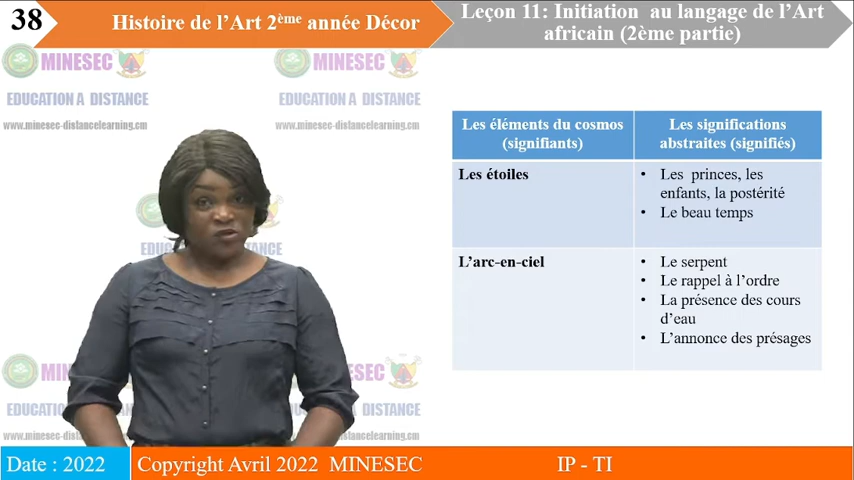 38
Histoire de l’Art 2ème année Décor
Leçon 11: Initiation au langage de l’Art
africain (2ème partie)
MINESEC
MINESEC
EDUCATION A DISTANCE
EDUCATION A DISTANCE
www.minesec-distancelearning.cm
www.minesec-distancelearning.cm
Les éléments du cosmos
(signifiants)
Les significations
abstraites (signifiés)
Les étoiles
• Les princes, les
enfants, la postérité
• Le beau temps
L’arc-en-ciel
• Le serpent
• Le rappel à l’ordre
• La présence des cours
d’eau
• L’annonce des présages
Date : 2022
Copyright Avril 2022 MINESEC
IP - TI